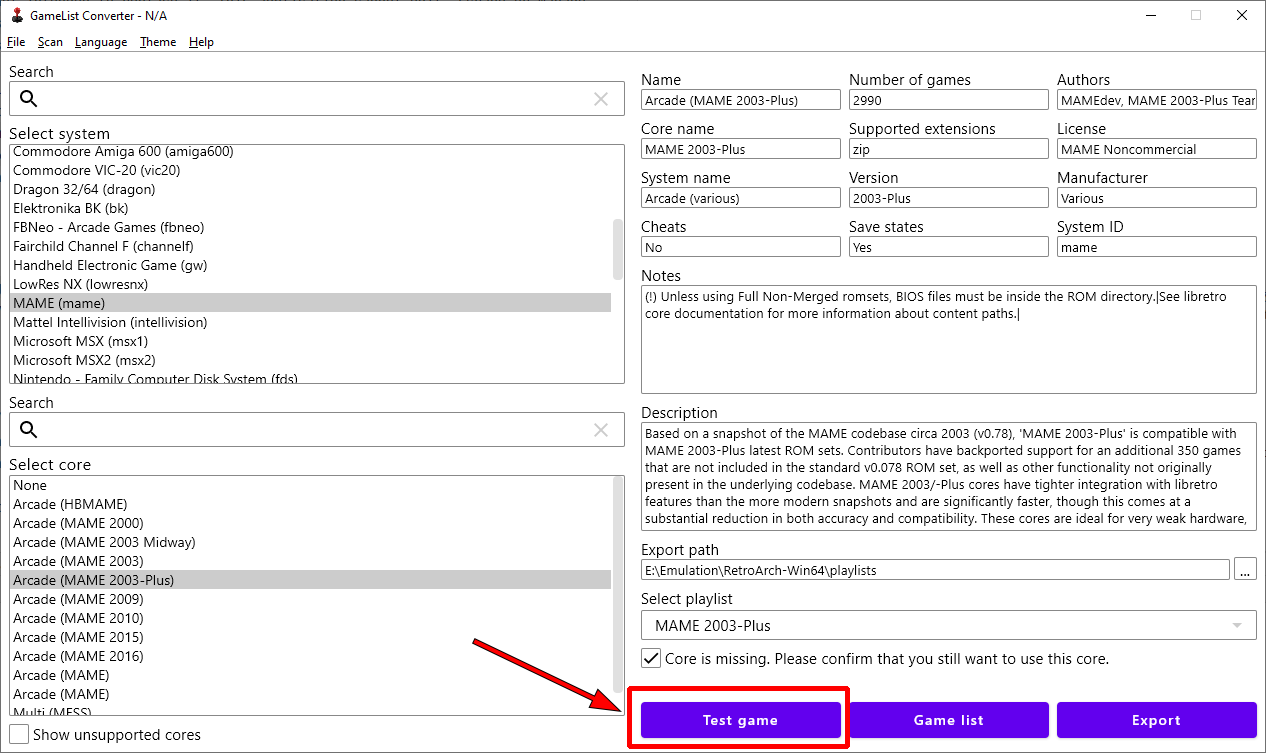 GameList Converter - N/A
File Scan Language Theme Help
Search
Select system
Commodore Amiga 600 (amiga600)
Commodore VIC-20 (vic20)
Dragon 32/64 (dragon)
Elektronika BK (bk)
FBNeo - Arcade Games (fbneo)
Fairchild Channel F (channelf)
Handheld Electronic Game (gw)
LowRes NX (lowresnx)
MAME (mame)
Mattel Intellivision (intellivision)
Microsoft MSX (msx1)
Microsoft MSX2 (msx2)
Nintendo - Family Computer Disk System (fds)
Search
Select core
None
Arcade (HBMAME)
Arcade (MAME 2000)
Arcade (MAME 2003 Midway)
Arcade (MAME 2003)
Arcade (MAME 2003-Plus)
Arcade (MAME 2009)
Arcade (MAME 2010)
Arcade (MAME 2015)
Arcade (MAME 2016)
Arcade (MAME)
Arcade (MAME)
Multi (MESS)
Show unsupported cores
Name Number of games Authors
Arcade (MAME 2003-Plus) 2990 MAMEdev, MAME 2003-Plus Tear
Core name Supported extensions License
MAME 2003-Plus zip MAME Noncommercial
System name Version Manufacturer
Arcade (various) 2003-Plus Various
Cheats Save states System ID
No Yes mame
Notes
(!) Unless using Full Non-Merged romsets, BIOS files must be inside the ROM directory.|See libretro
core documentation for more information about content paths.|
Description
Based on a snapshot of the MAME codebase circa 2003 (v0.78), 'MAME 2003-Plus' is compatible with
MAME 2003-Plus latest ROM sets. Contributors have backported support for an additional 350 games
that are not included in the standard v0.078 ROM set, as well as other functionality not originally
present in the underlying codebase. MAME 2003/-Plus cores have tighter integration with libretro
features than the more modern snapshots and are significantly faster, though this comes at a
substantial reduction in both accuracy and compatibility. These cores are ideal for very weak hardware,
Export path
E:\Emulation\RetroArch-Win64\playlists ...
Select playlist
MAME 2003-Plus
Core is missing. Please confirm that you still want to use this core.
Test game Game list Export